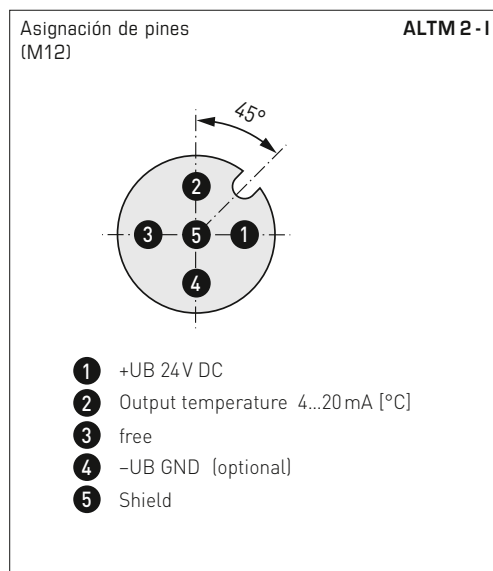 Asignación de pines
(M12)
ALTM 2 - I
45°
2
3
5
1
4
1 +UB 24 V DC
2 Output temperature 4...20 mA [°C]
3 free
4 –UB GND (optional)
5 Shield